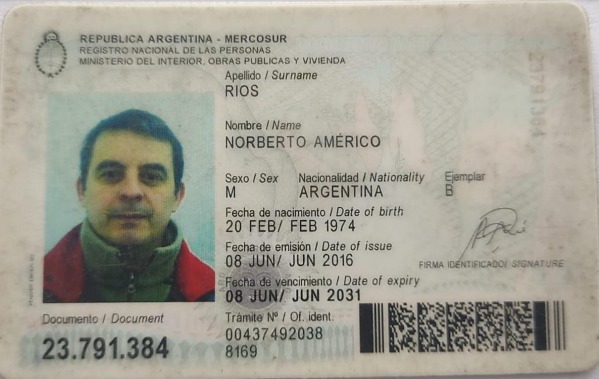 REPUBLICA ARGENTINA - MERCOSUR
REGISTRO NACIONAL DE LAS PERSONAS
MINISTERIO DEL INTERIOR, OBRAS PUBLICAS Y VIVIENDA
Apellido / Surname
RIOS
Nombre / Name
NORBERTO AMÉRICO
Sexo / Sex Nacionalidad / Nationality Ejemplar
M ARGENTINA B
Fecha de nacimiento / Date of birth
20 FEB/ FEB 1974
Fecha de emisión / Date of issue
08 JUN/ JUN 2016
FIRMA IDENTIFICADO/ SIGNATURE
Fecha de vencimiento / Date of expiry
08 JUN/ JUN 2031
Documento / Document Trámite Nº / Of. ident.
23.791.384 00437492038
8169